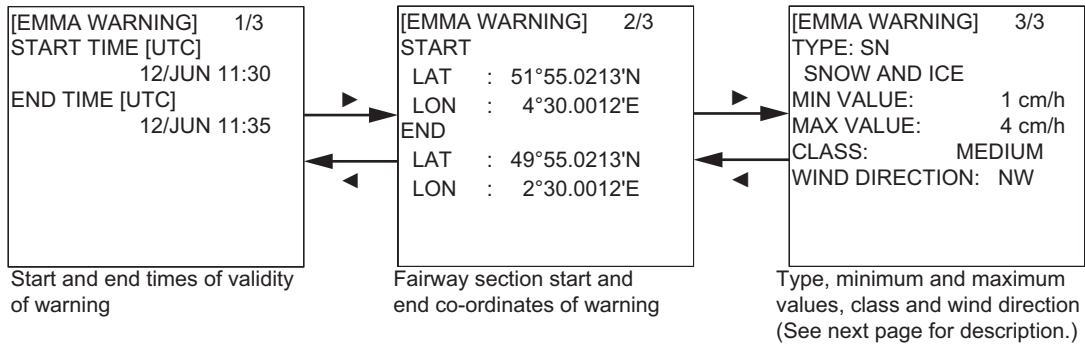 [EMMA WARNING] 1/3
START TIME [UTC]
12/JUN 11:30
END TIME [UTC]
12/JUN 11:35
Start and end times of validity
of warning
[EMMA WARNING] 2/3
START
LAT : 51°55.0213'N
LON : 4°30.0012'E
END
LAT : 49°55.0213'N
LON : 2°30.0012'E
Fairway section start and
end co-ordinates of warning
[EMMA WARNING] 3/3
TYPE: SN
SNOW AND ICE
MIN VALUE: 1 cm/h
MAX VALUE: 4 cm/h
CLASS: MEDIUM
WIND DIRECTION: NW
Type, minimum and maximum
values, class and wind direction
(See next page for description.)